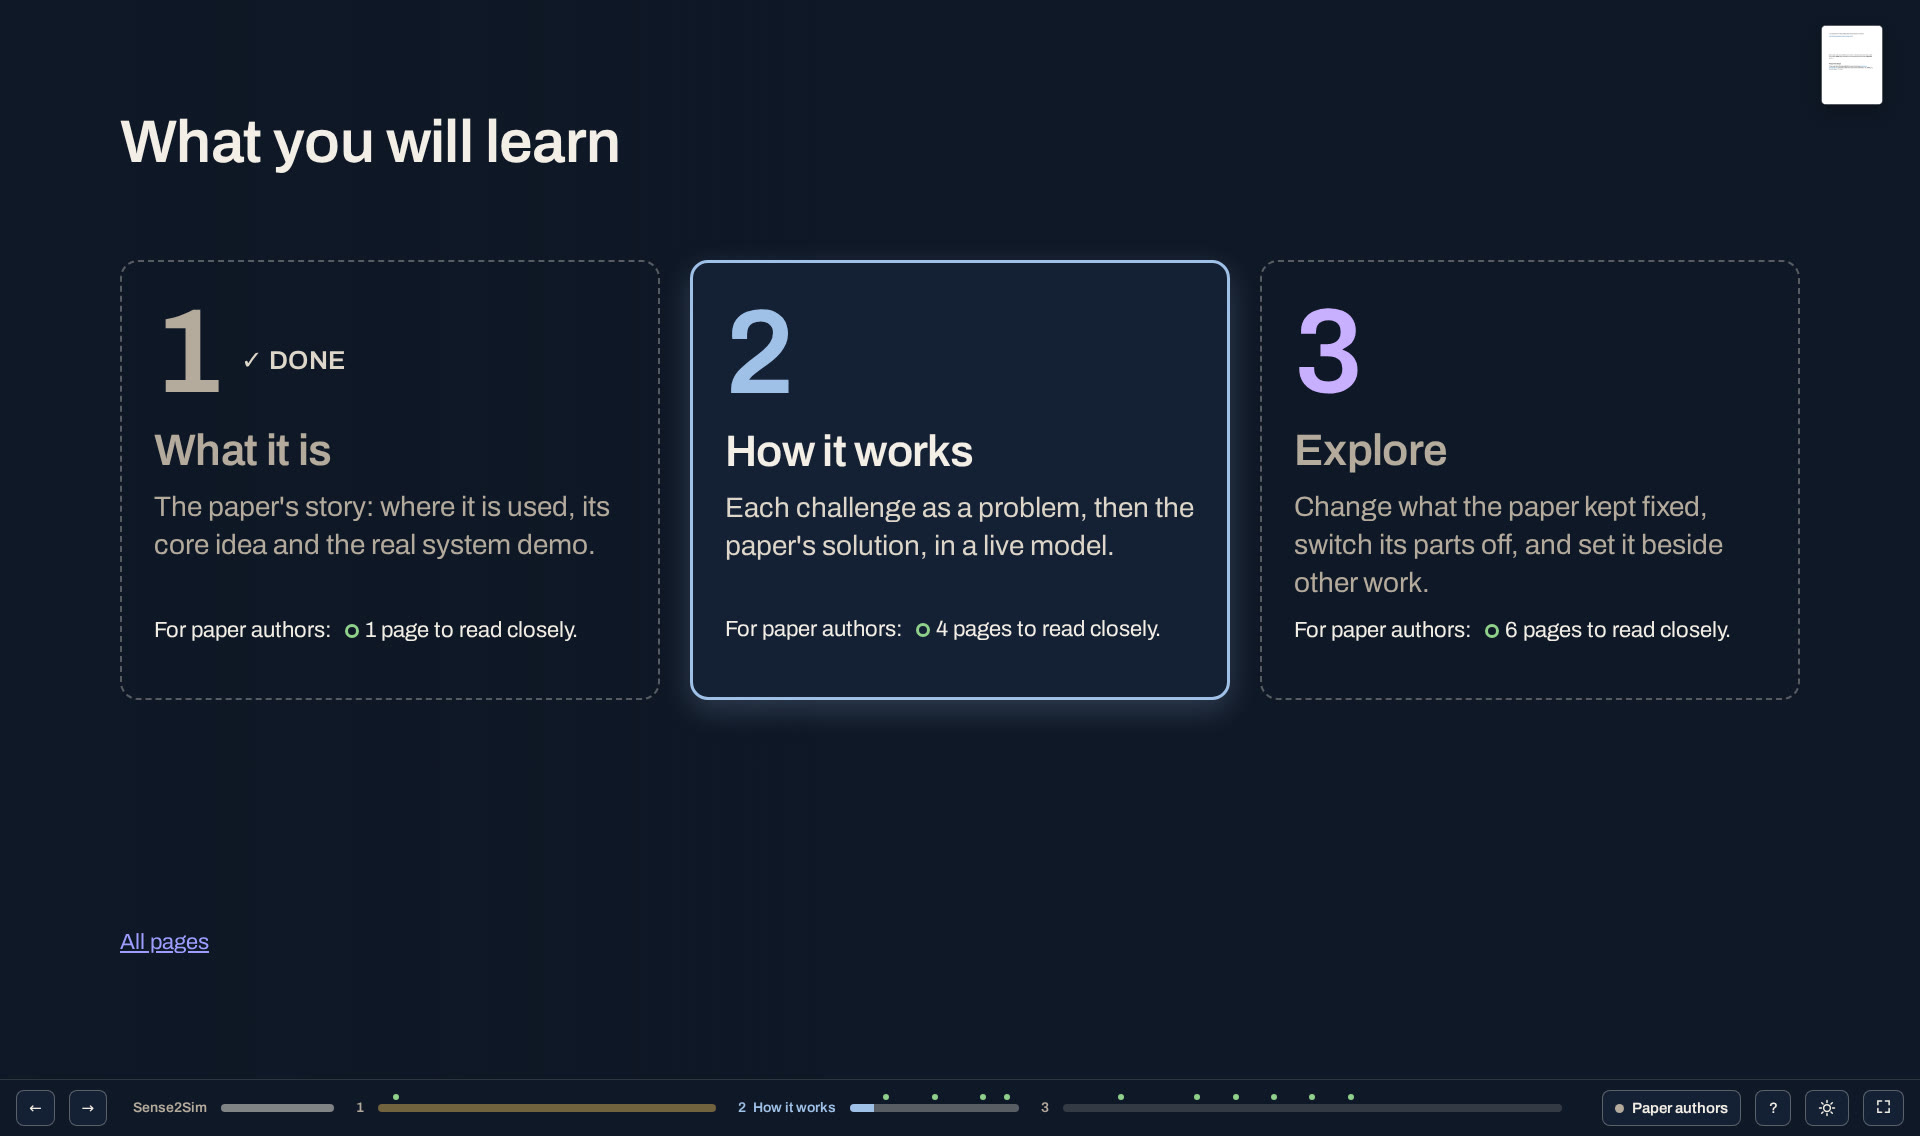 What you will learn
1 ✓ DONE
What it is
The paper's story: where it is used, its
core idea and the real system demo.
For paper authors: 1 page to read closely.
2
How it works
Each challenge as a problem, then the
paper's solution, in a live model.
For paper authors: 4 pages to read closely.
3
Explore
Change what the paper kept fixed,
switch its parts off, and set it beside
other work.
For paper authors: 6 pages to read closely.
All pages
← → Sense2Sim 1 2 How it works 3 Paper authors ?